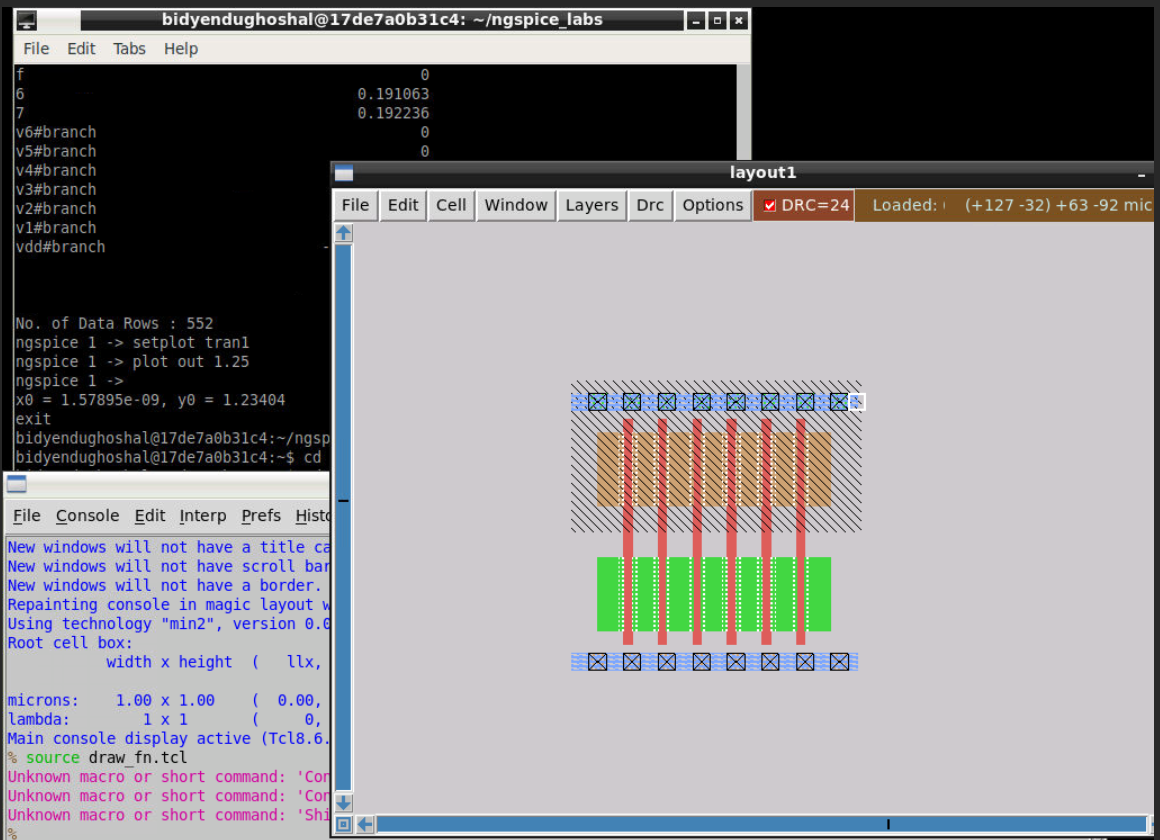 bidyendughoshal@17de7a0b31c4: ~/ngspice_labs
File Edit Tabs Help
f 0
6 0.191063
7 0.192236
v6#branch 0
v5#branch 0
v4#branch
v3#branch
v2#branch
v1#branch
vdd#branch -
No. of Data Rows : 552
ngspice 1 -> setplot tran1
ngspice 1 -> plot out 1.25
ngspice 1 ->
x0 = 1.57895e-09, y0 = 1.23404
exit
bidyendughoshal@17de7a0b31c4:~/ngsp
bidyendughoshal@17de7a0b31c4:~$ cd
layout1
File Edit Cell Window Layers Drc Options DRC=24 Loaded: (+127 -32) +63 -92 mic
File Console Edit Interp Prefs Histo
New windows will not have a title ca
New windows will not have scroll bar
New windows will not have a border.
Repainting console in magic layout w
Using technology "min2", version 0.0
Root cell box:
width x height ( llx,
microns: 1.00 x 1.00 ( 0.00,
lambda: 1 x 1 ( 0,
Main console display active (Tcl8.6.
% source draw_fn.tcl
Unknown macro or short command: 'Con
Unknown macro or short command: 'Con
Unknown macro or short command: 'Shi
%